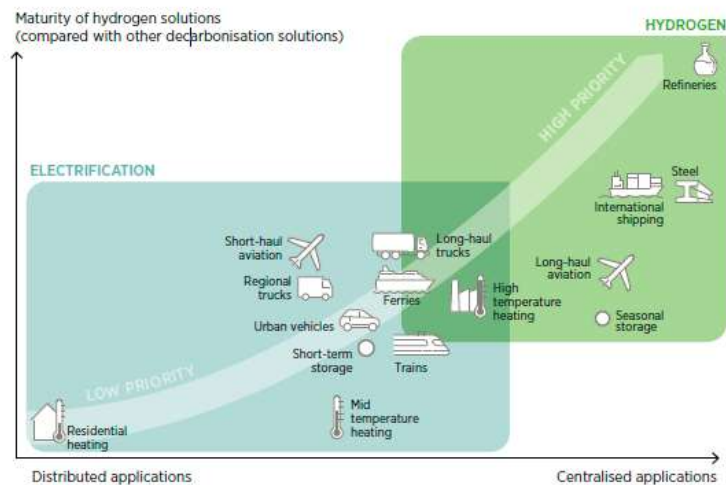 Maturity of hydrogen solutions
(compared with other decarbonisation solutions)
HYDROGEN
Refineries
HIGH PRIORITY
ELECTRIFICATION
Steel
International
shipping
Short-haul
aviation
Long-haul
trucks
Long-haul
aviation
Regional
trucks
Ferries
High
temperature
heating
Urban vehicles
Seasonal
storage
Short-term
storage
Trains
LOW PRIORITY
Mid
temperature
heating
Residential
heating
Distributed applications
Centralised applications